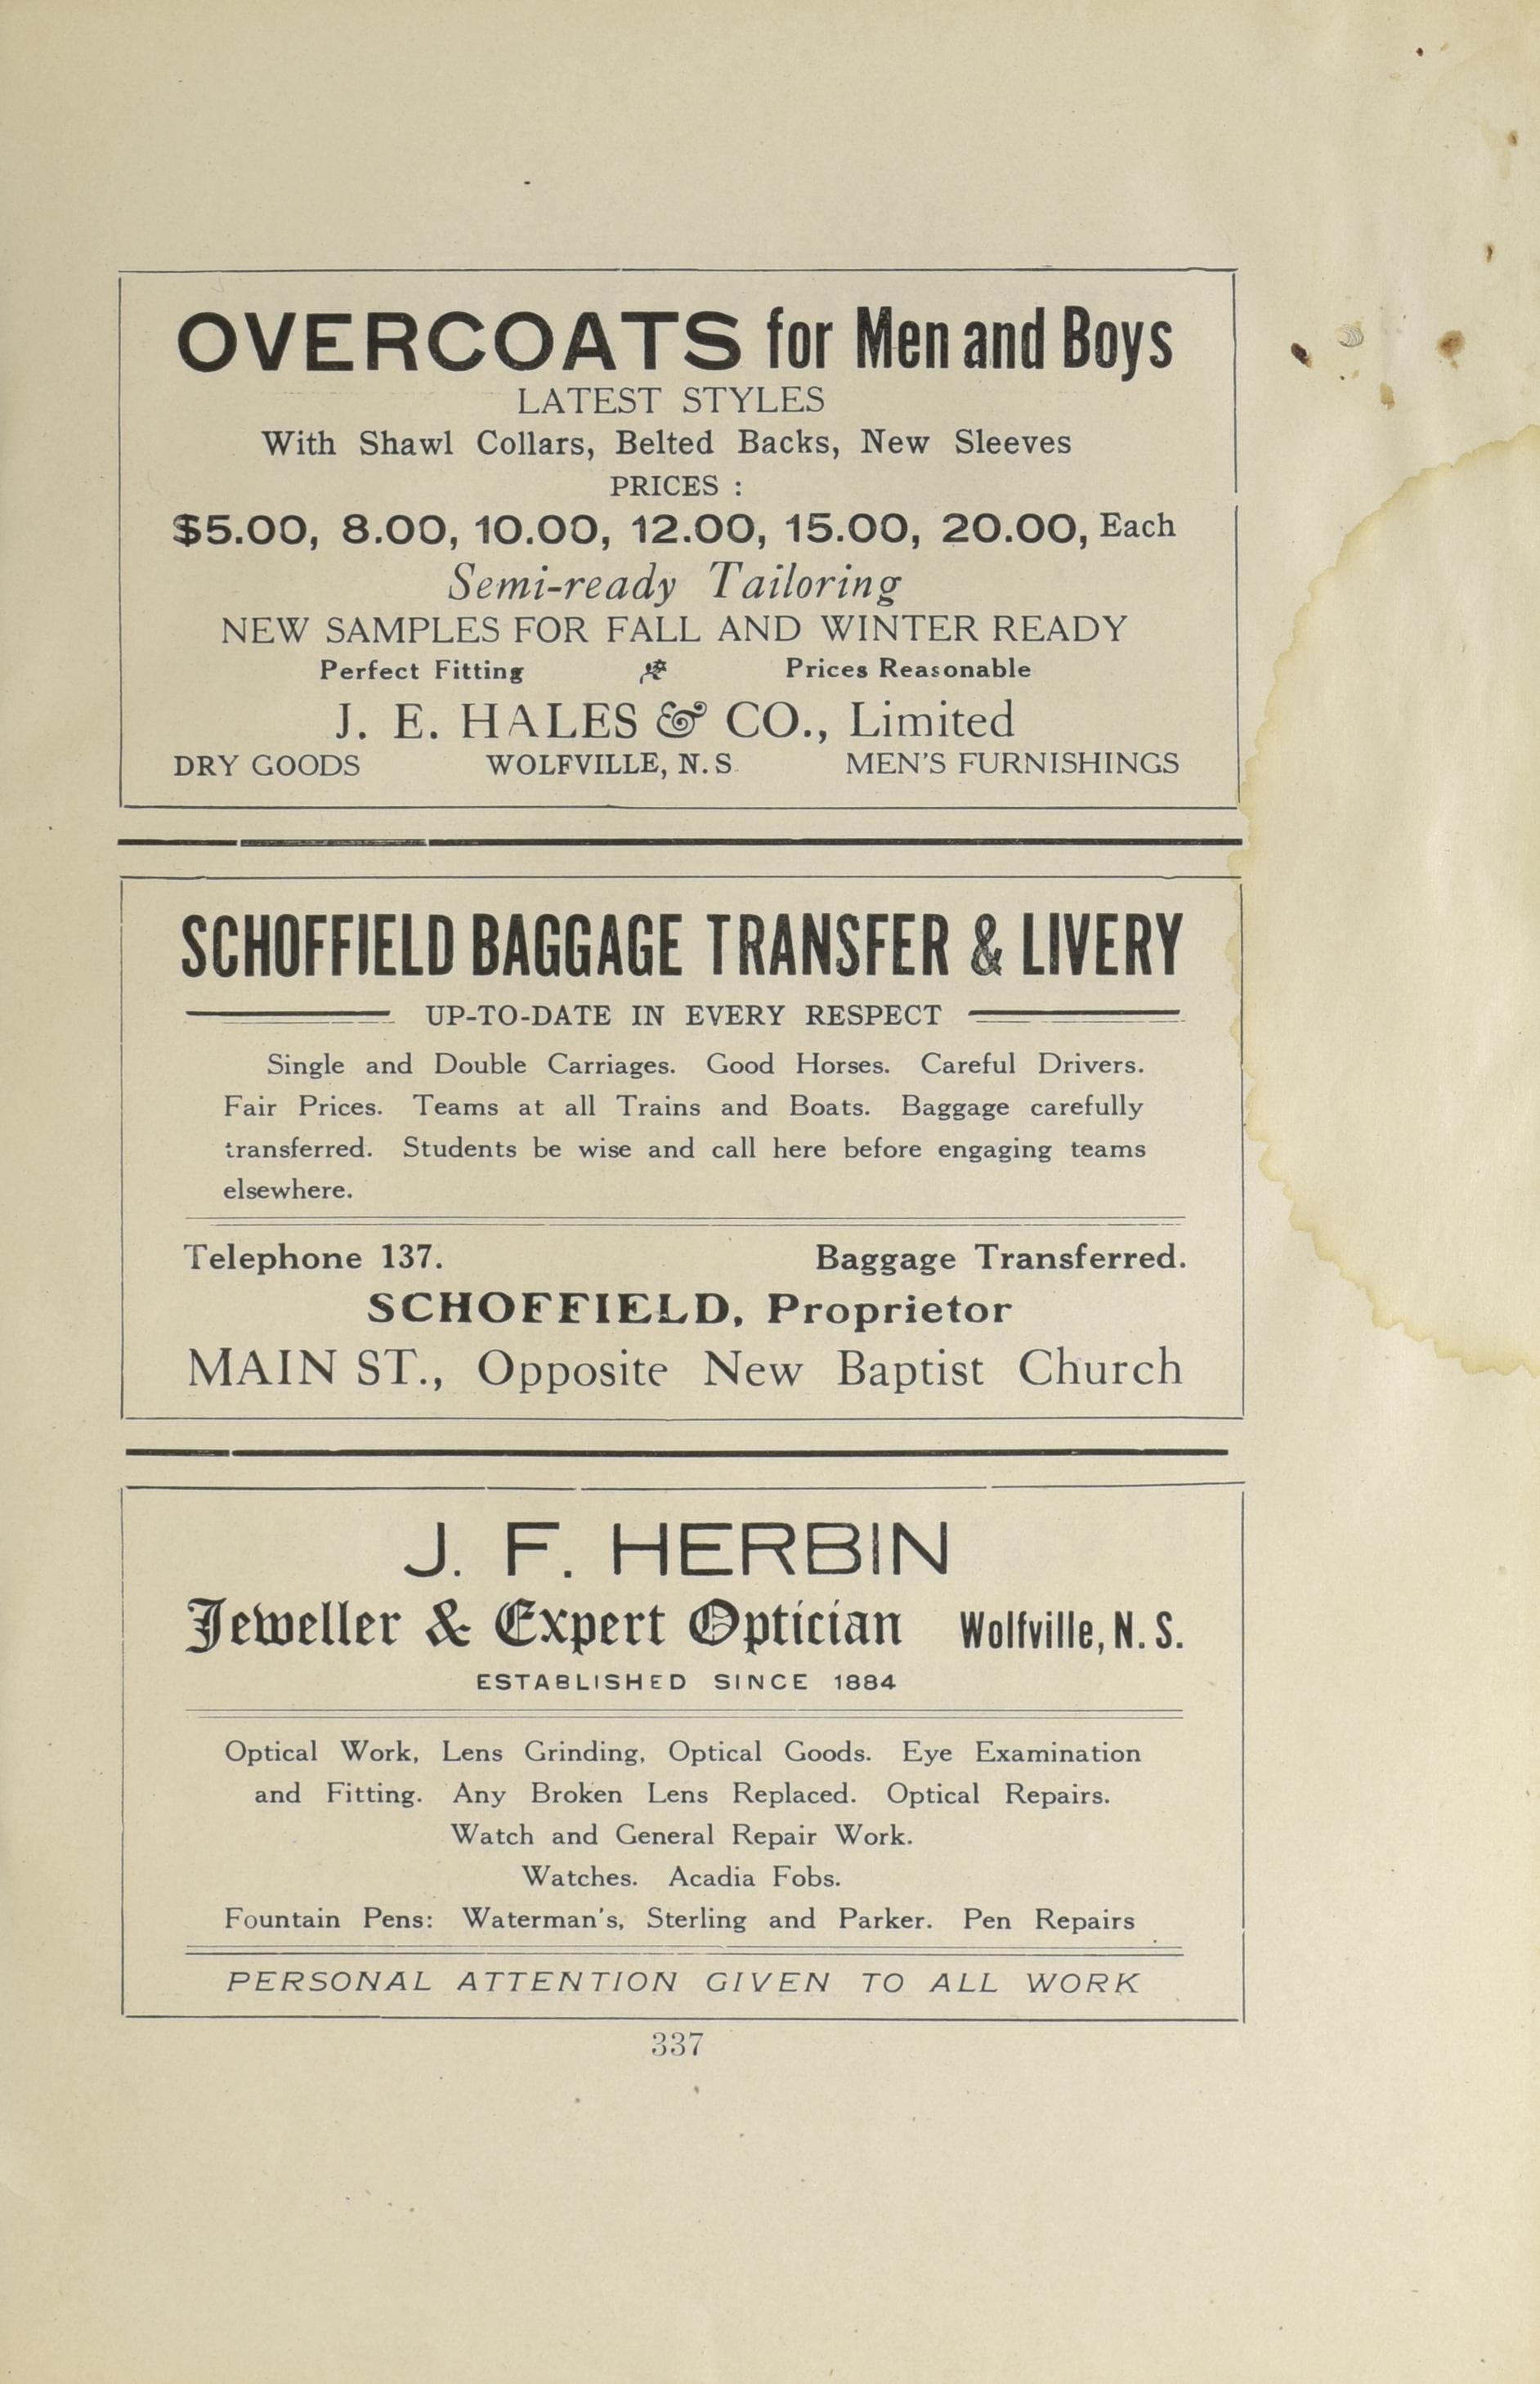 OVERCOATS for Men and Boys
LATEST STYLES
With Shawl Collars, Belted Backs, New Sleeves
PRICES :
$5.00, 8.00, 10.00, 12.00, 15.00, 20.00, Each
Semi-ready Tailoring
NEW SAMPLES FOR FALL AND WINTER READY
Perfect Fitting Prices Reasonable
J. E. HALES & CO., Limited
DRY GOODS WOLFVILLE, N. S. MEN'S FURNISHINGS
SCHOFFIELD BAGGAGE TRANSFER & LIVERY
UP-TO-DATE IN EVERY RESPECT
Single and Double Carriages. Good Horses. Careful Drivers.
Fair Prices. Teams at all Trains and Boats. Baggage carefully
transferred. Students be wise and call here before engaging teams
elsewhere.
Telephone 137. Baggage Transferred.
SCHOFFIELD, Proprietor
MAIN ST., Opposite New Baptist Church
J. F. HERBIN
Jeweller & Expert Optician Wolfville, N. S.
ESTABLISHED SINCE 1884
Optical Work, Lens Grinding, Optical Goods. Eye Examination
and Fitting. Any Broken Lens Replaced. Optical Repairs.
Watch and General Repair Work.
Watches. Acadia Fobs.
Fountain Pens: Waterman's, Sterling and Parker. Pen Repairs
PERSONAL ATTENTION GIVEN TO ALL WORK
337